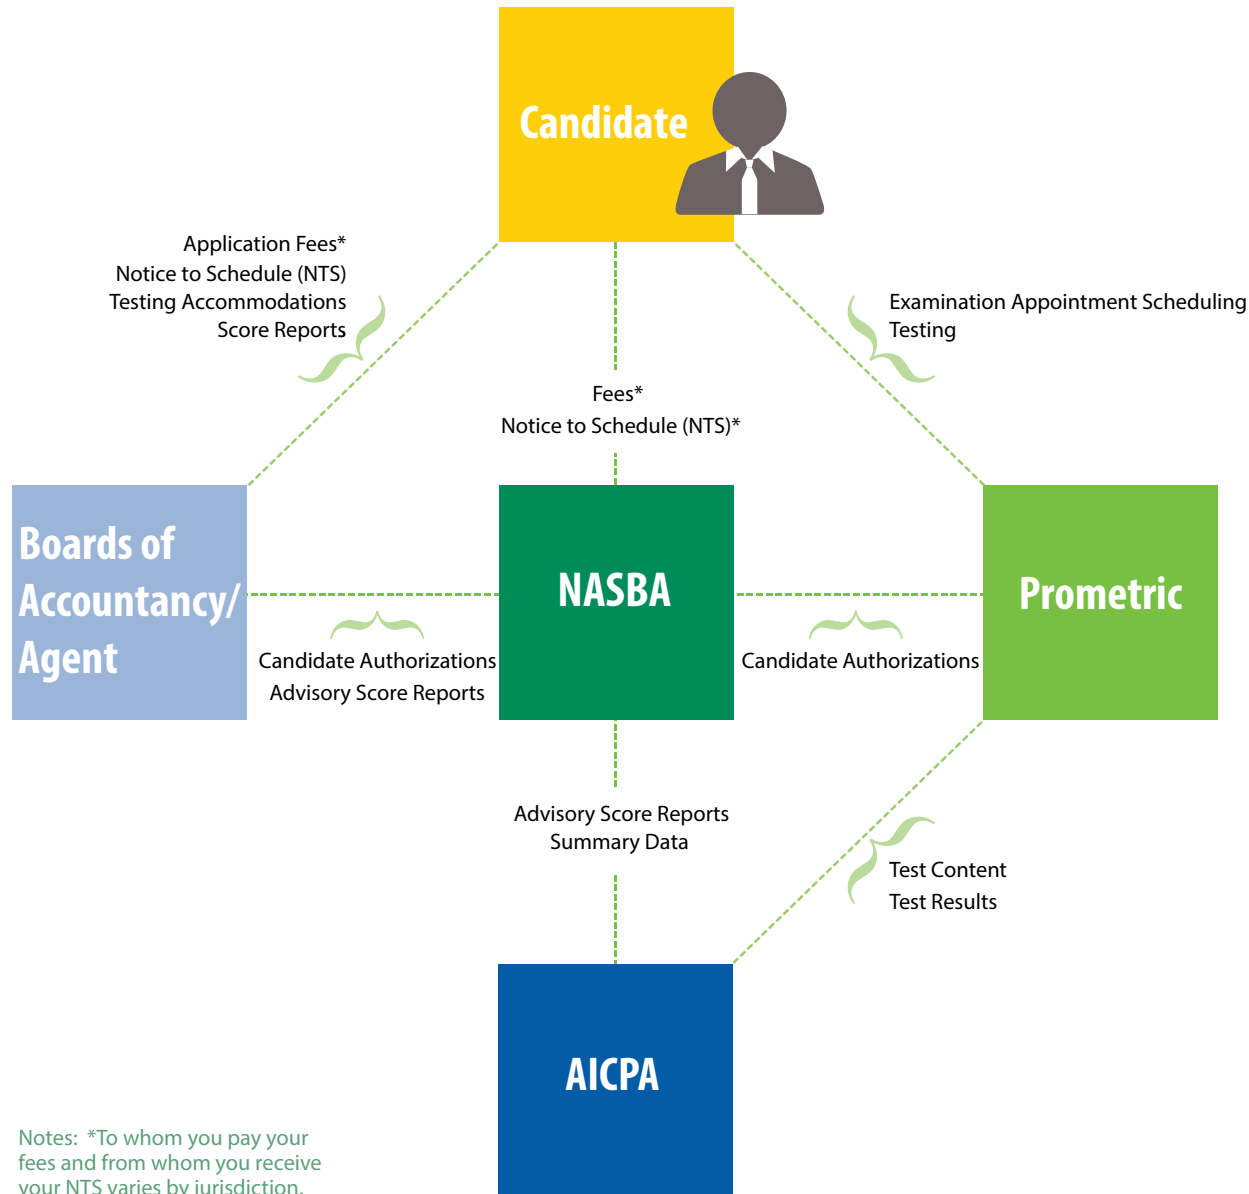 Candidate
Application Fees*
Notice to Schedule (NTS)
Testing Accommodations
Score Reports
Examination Appointment Scheduling
Testing
Fees*
Notice to Schedule (NTS)*
Boards of
Accountancy/
Agent
NASBA
Prometric
Candidate Authorizations
Advisory Score Reports
Candidate Authorizations
Advisory Score Reports
Summary Data
Test Content
Test Results
AICPA
Notes: *To whom you pay your
fees and from whom you receive
your NTS varies by jurisdiction.